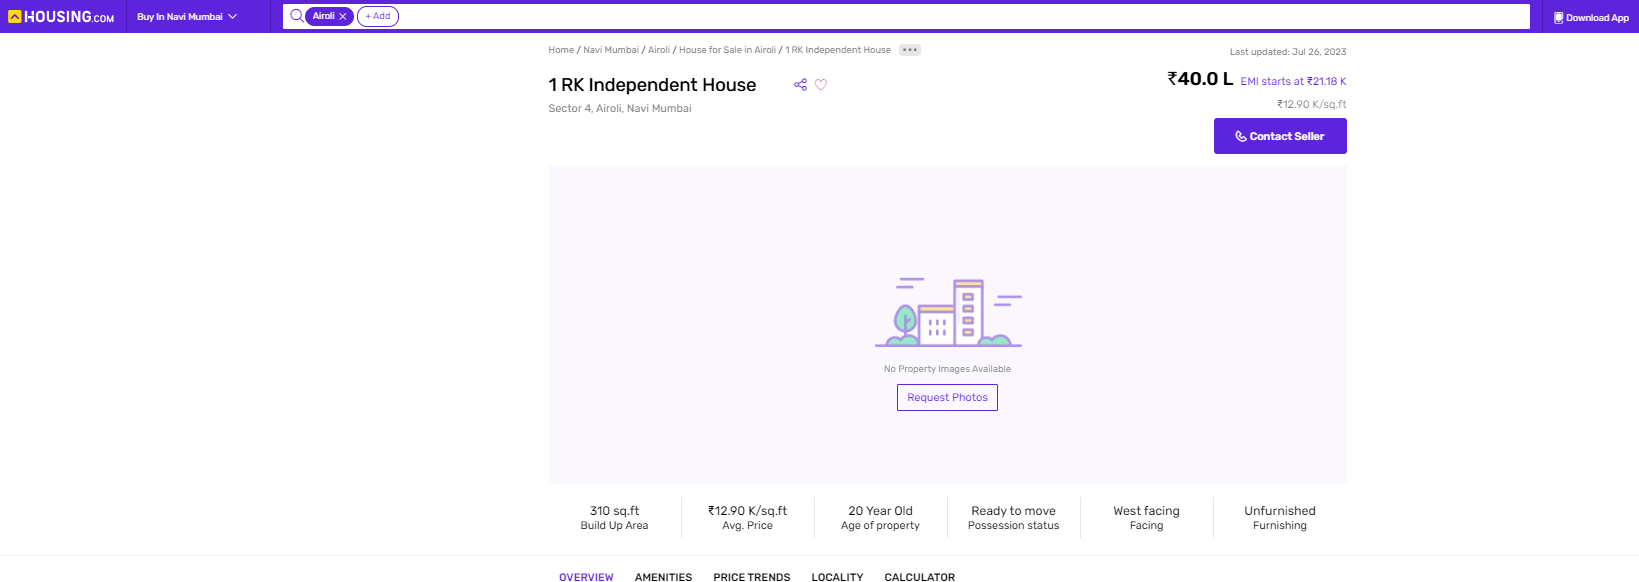 HOUSING.COM
Buy In Navi Mumbai
Airoli
+ Add
Download App
Home / Navi Mumbai / Airoli / House for Sale in Airoli / 1 RK Independent House
Last updated: Jul 26, 2023
1 RK Independent House
₹40.0 L EMI starts at ₹21.18 K
Sector 4, Airoli, Navi Mumbai
₹12.90 K/sq.ft
Contact Seller
No Property Images Available
Request Photos
310 sq.ft
Build Up Area
₹12.90 K/sq.ft
Avg. Price
20 Year Old
Age of property
Ready to move
Possession status
West facing
Facing
Unfurnished
Furnishing
OVERVIEW AMENITIES PRICE TRENDS LOCALITY CALCULATOR